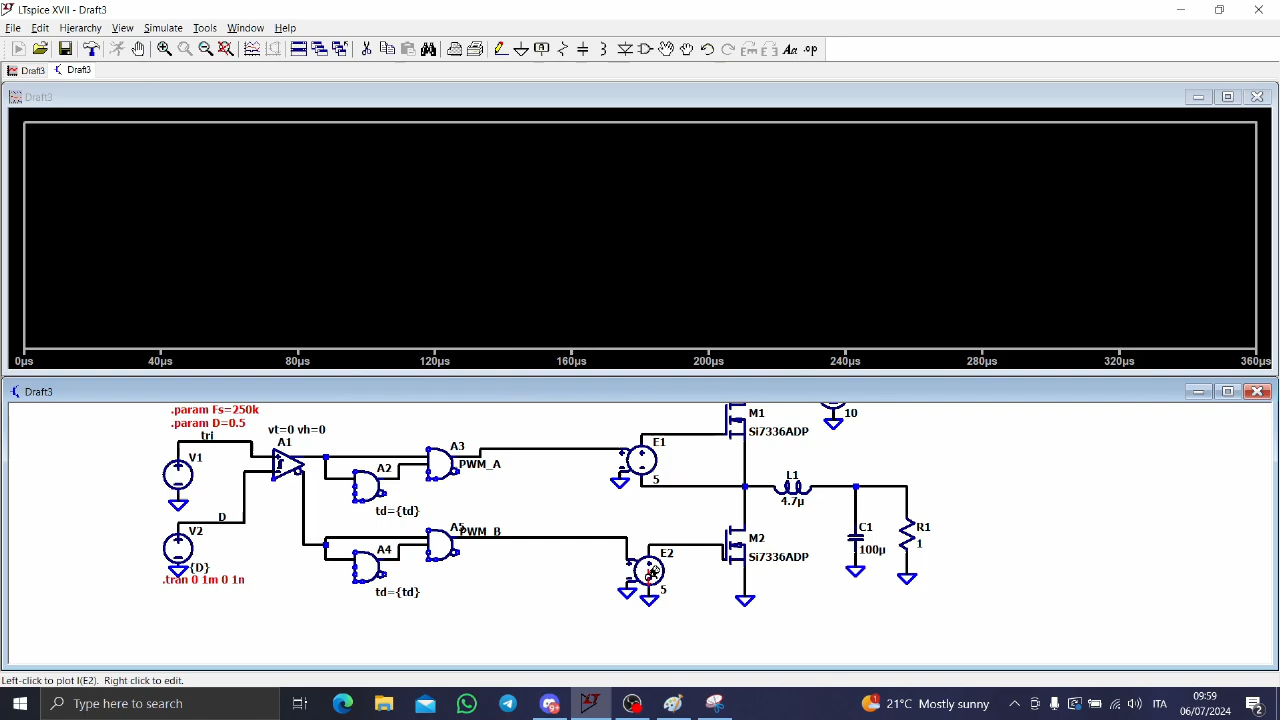 LTspice XVII - Draft3
File Edit Hierarchy View Simulate Tools Window Help
Draft3 Draft3
Draft3
0µs 40µs 80µs 120µs 160µs 200µs 240µs 280µs 320µs 360µs
Draft3
.param Fs=250k
.param D=0.5
tri
vt=0 vh=0
A1
V1
A2
A3
PWM_A
td={td}
E1
5
M1
Si7336ADP
10
L1
4.7µ
D
V2
{D}
.tran 0 1m 0 1n
A4
A5
PWM_B
td={td}
E2
5
M2
Si7336ADP
C1
100µ
R1
1
Left-click to plot I(E2). Right click to edit.
Type here to search
21°C Mostly sunny
ITA
09:59
06/07/2024
2